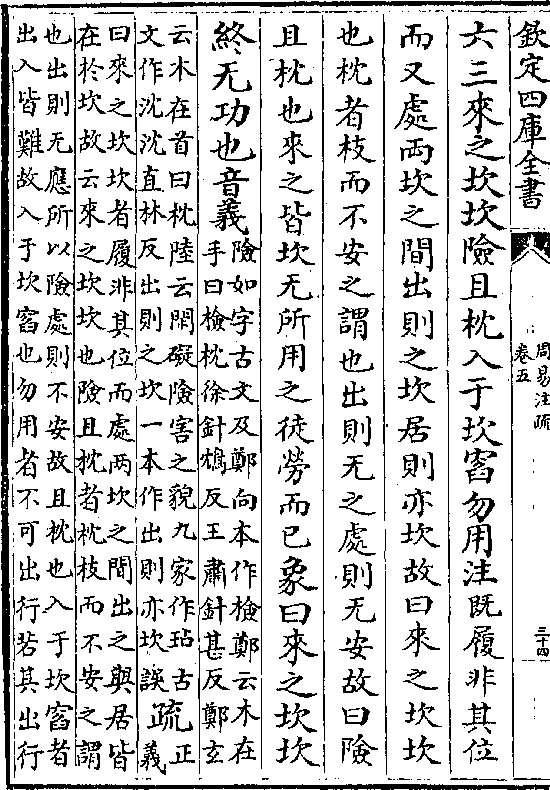 欽定四庫全書
周易注疏
卷五
三十四
六三來之坎坎險且枕入于坎窞勿用注既履非其位
而又處兩坎之間出則之坎居則亦坎故曰來之坎坎
也枕者枝而不安之謂也出則无之處則无安故曰險
且枕也來之皆坎无所用之徒勞而已象曰來之坎坎
終无功也音義
險如字古文及鄭向本作檢鄭云木在
手曰檢枕徐針鴆反王肅針甚反鄭玄
云木在首曰枕陸云閑礙險害之貌九家作玷古
文作沈沈直林反出則之坎一本作出則亦坎誤
疏
正
義
曰來之坎坎者履非其位而處兩坎之間出之與居皆
在於坎故云來之坎坎也險且枕者枕枝而不安之謂
也出則无應所以險處則不安故且枕也入于坎窞者
出入皆難故入于坎窞也勿用者不可出行若其出行